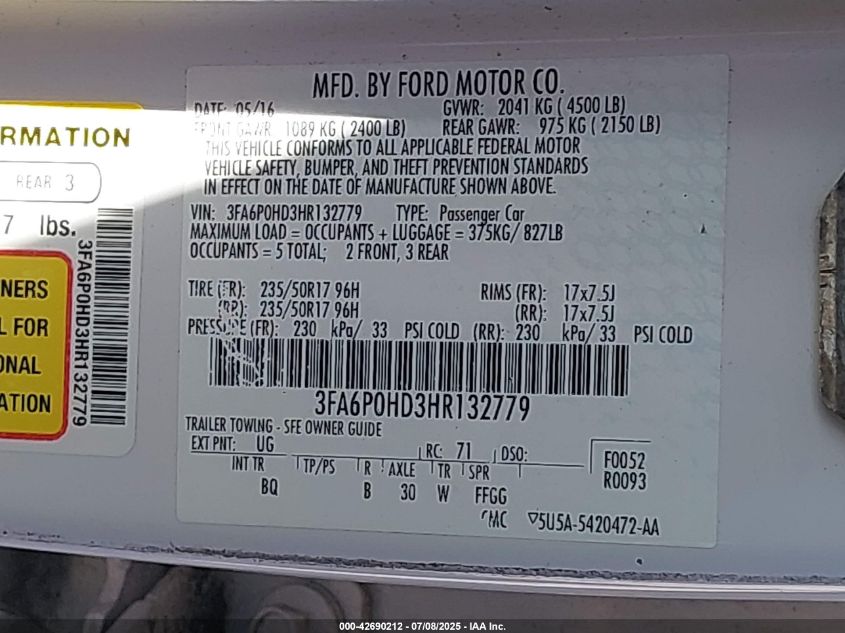 MFD. BY FORD MOTOR CO.
DATE: 05/16 GVWR: 2041 KG ( 4500 LB)
FRONT GAWR: 1089 KG ( 2400 LB) REAR GAWR: 975 KG ( 2150 LB)
THIS VEHICLE CONFORMS TO ALL APPLICABLE FEDERAL MOTOR
VEHICLE SAFETY, BUMPER, AND THEFT PREVENTION STANDARDS
IN EFFECT ON THE DATE OF MANUFACTURE SHOWN ABOVE.
VIN: 3FA6P0HD3HR132779 TYPE: Passenger Car
MAXIMUM LOAD = OCCUPANTS + LUGGAGE = 375KG/ 827LB
OCCUPANTS = 5 TOTAL; 2 FRONT, 3 REAR
TIRE (FR): 235/50R17 96H RIMS (FR): 17x7.5J
(RR): 235/50R17 96H (RR): 17x7.5J
PRESSURE (FR): 230 kPa/ 33 PSI COLD (RR): 230 kPa/ 33 PSI COLD
3FA6P0HD3HR132779
TRAILER TOWING - SEE OWNER GUIDE
EXT PNT: UG RC: 71 DSO:
INT TR TP/PS R AXLE TR SPR
BQ B 30 W FFGG
F0052
R0093
5U5A-5420472-AA
RMATION
REAR 3
7 lbs.
NERS
L FOR
ONAL
ATION
3FA6P0HD3HR132779
000-42690212 - 07/08/2025 - IAA Inc.